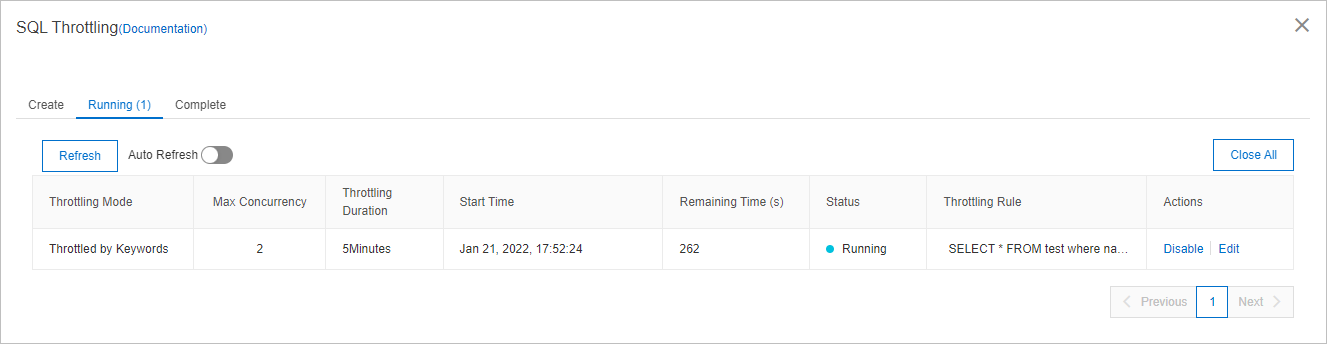 SQL Throttling(Documentation)
Create Running (1) Complete
Refresh Auto Refresh Close All
Throttling Mode Max Concurrency Throttling Duration Start Time Remaining Time (s) Status Throttling Rule Actions
Throttled by Keywords 2 5Minutes Jan 21, 2022, 17:52:24 262 Running SELECT * FROM test where na... Disable Edit
Previous 1 Next